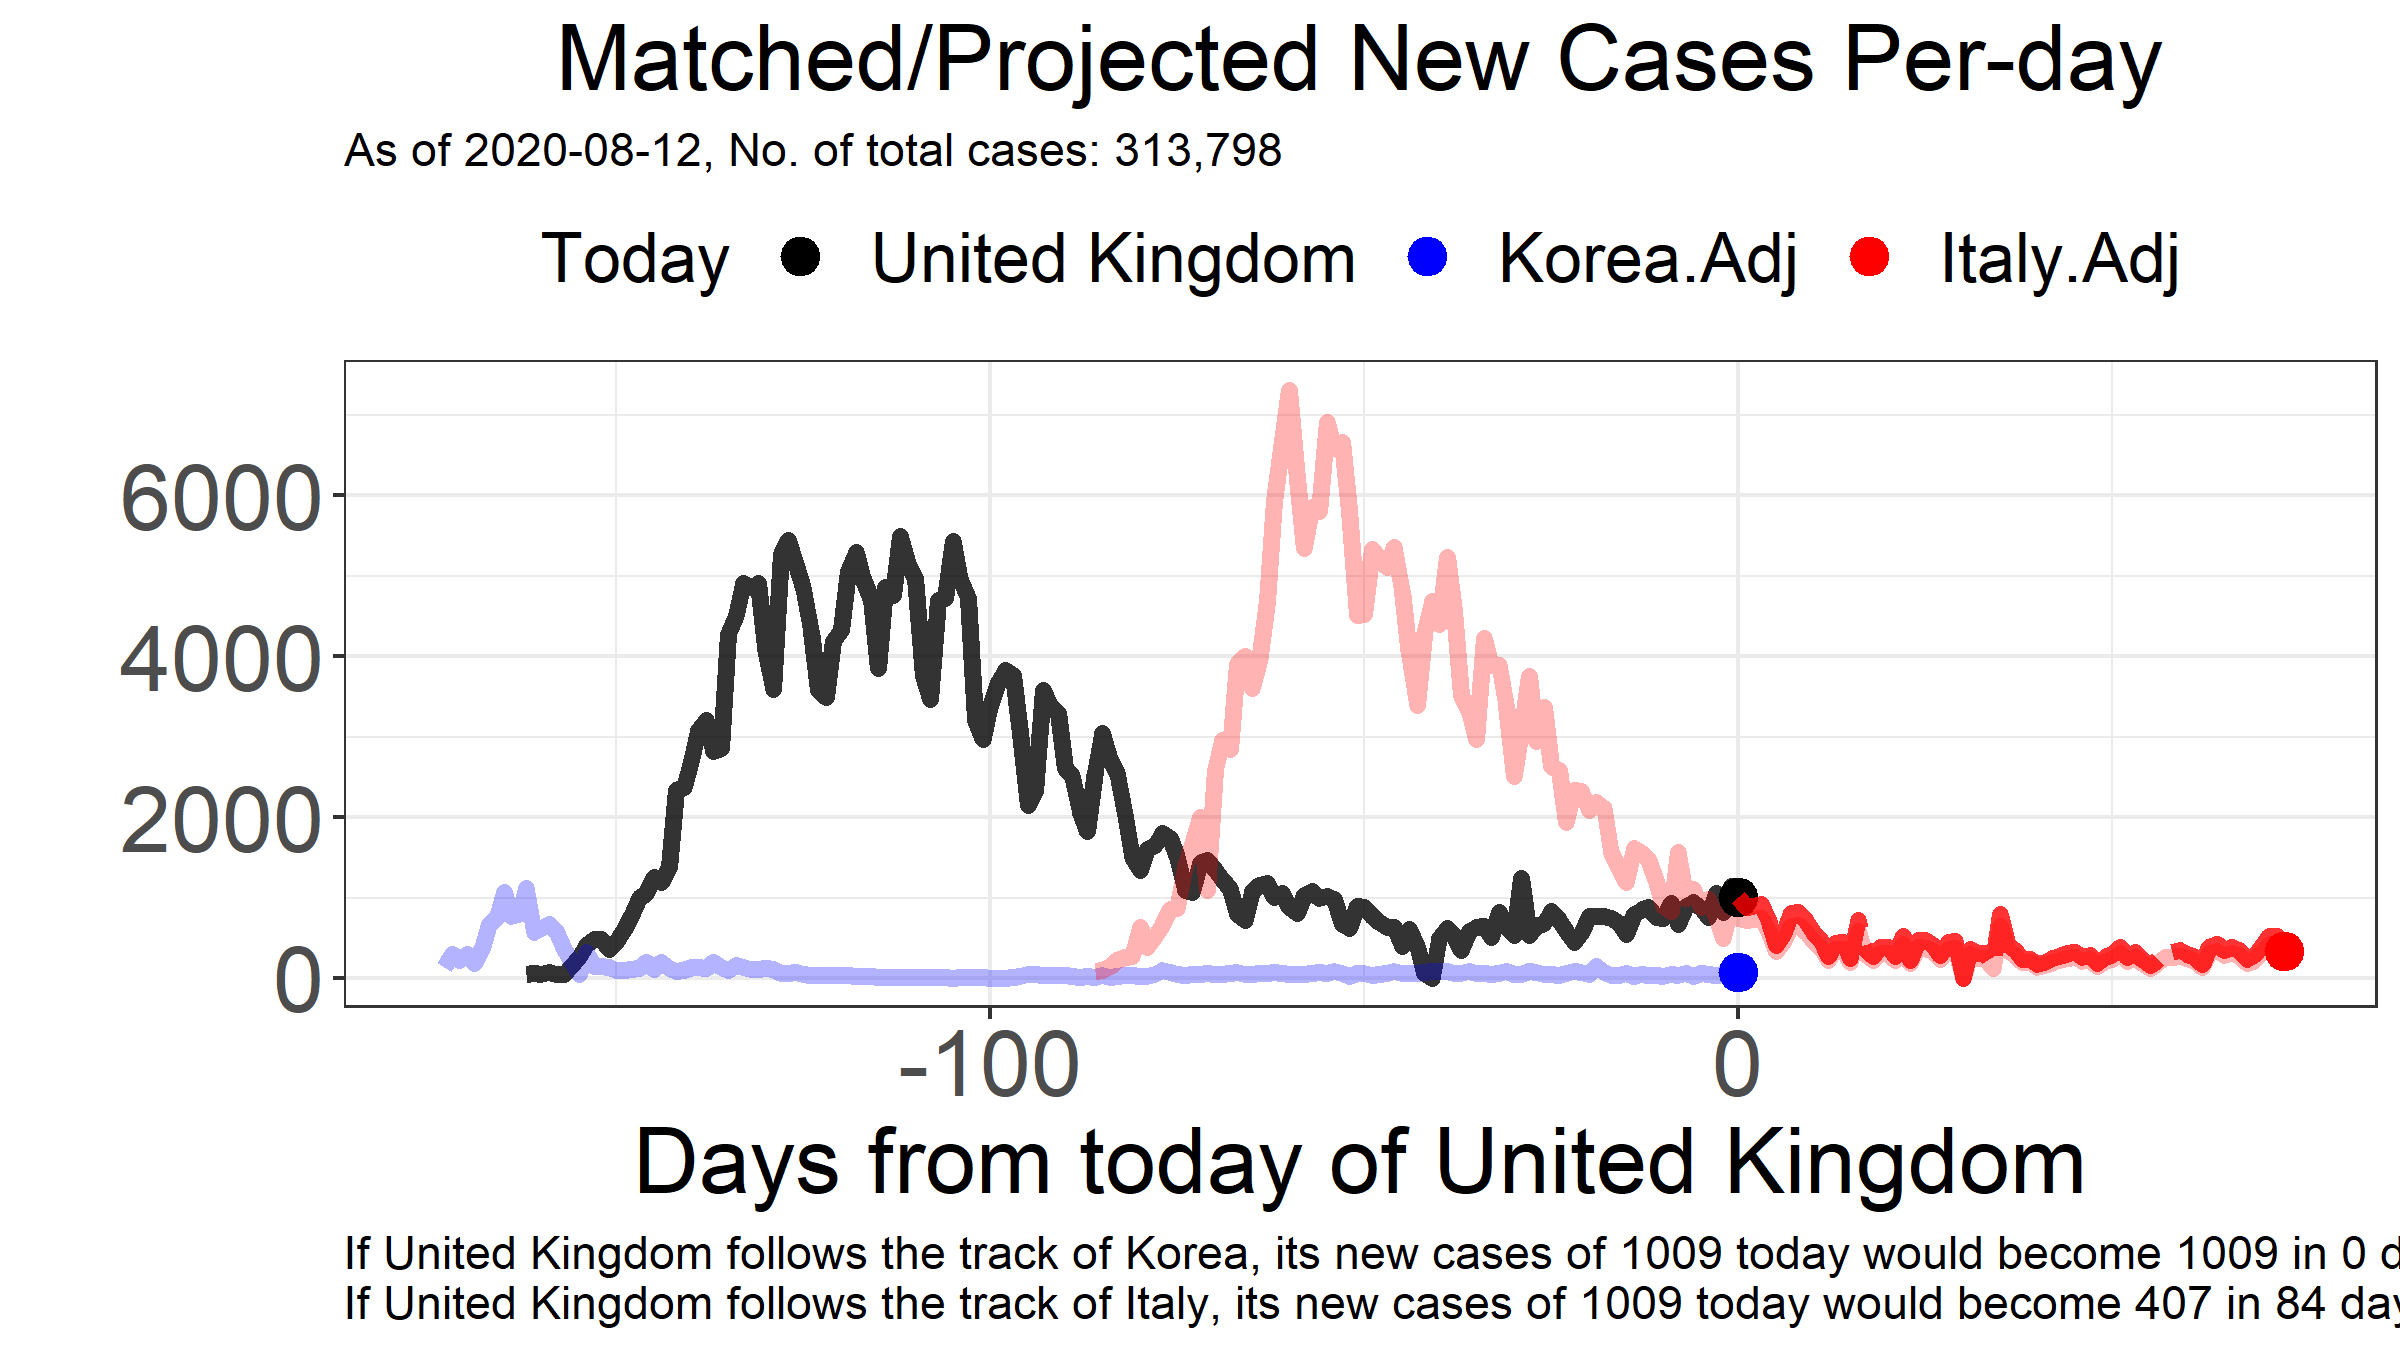 Matched/Projected New Cases Per-day
As of 2020-08-12, No. of total cases: 313,798
Today United Kingdom Korea.Adj Italy.Adj
6000
4000
2000
0
-100 0
Days from today of United Kingdom
If United Kingdom follows the track of Korea, its new cases of 1009 today would become 1009 in 0 d
If United Kingdom follows the track of Italy, its new cases of 1009 today would become 407 in 84 day